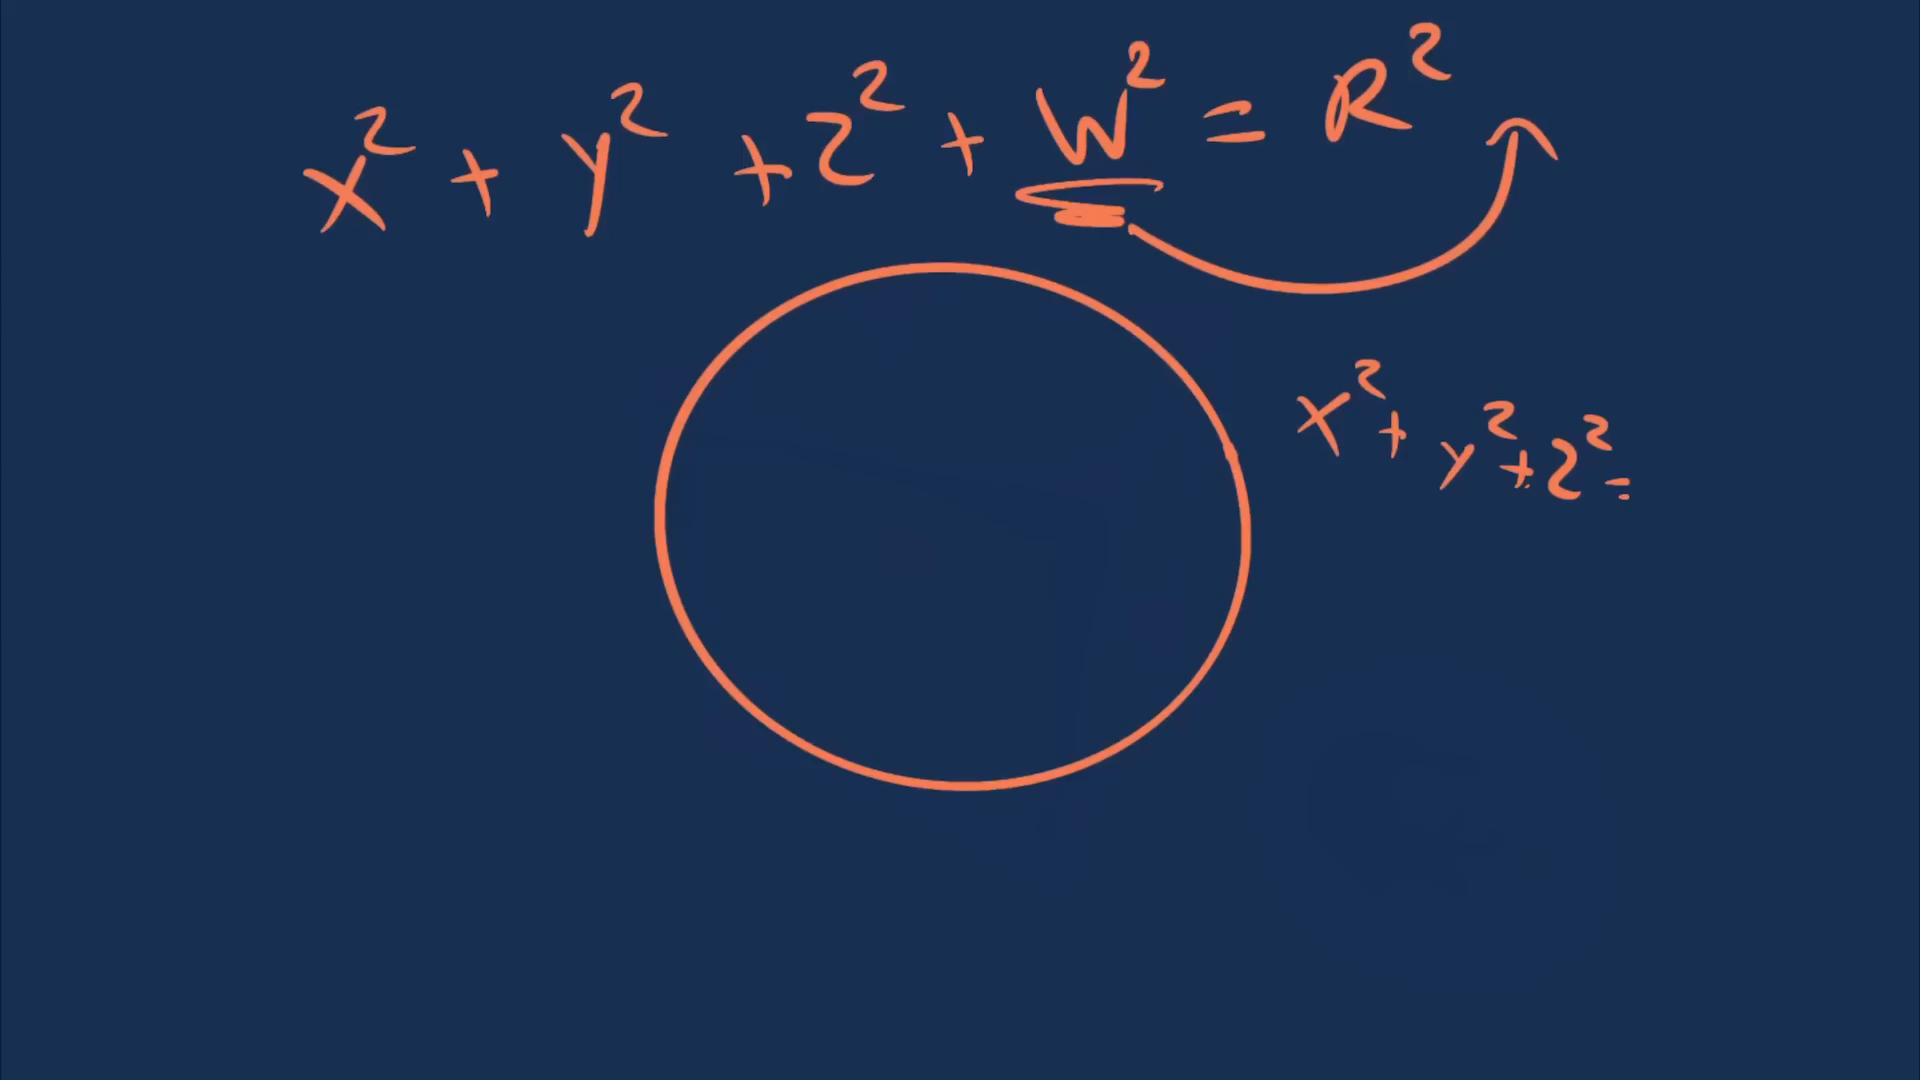 x² + y² + z² + w² = R²
x² + y² + z² =